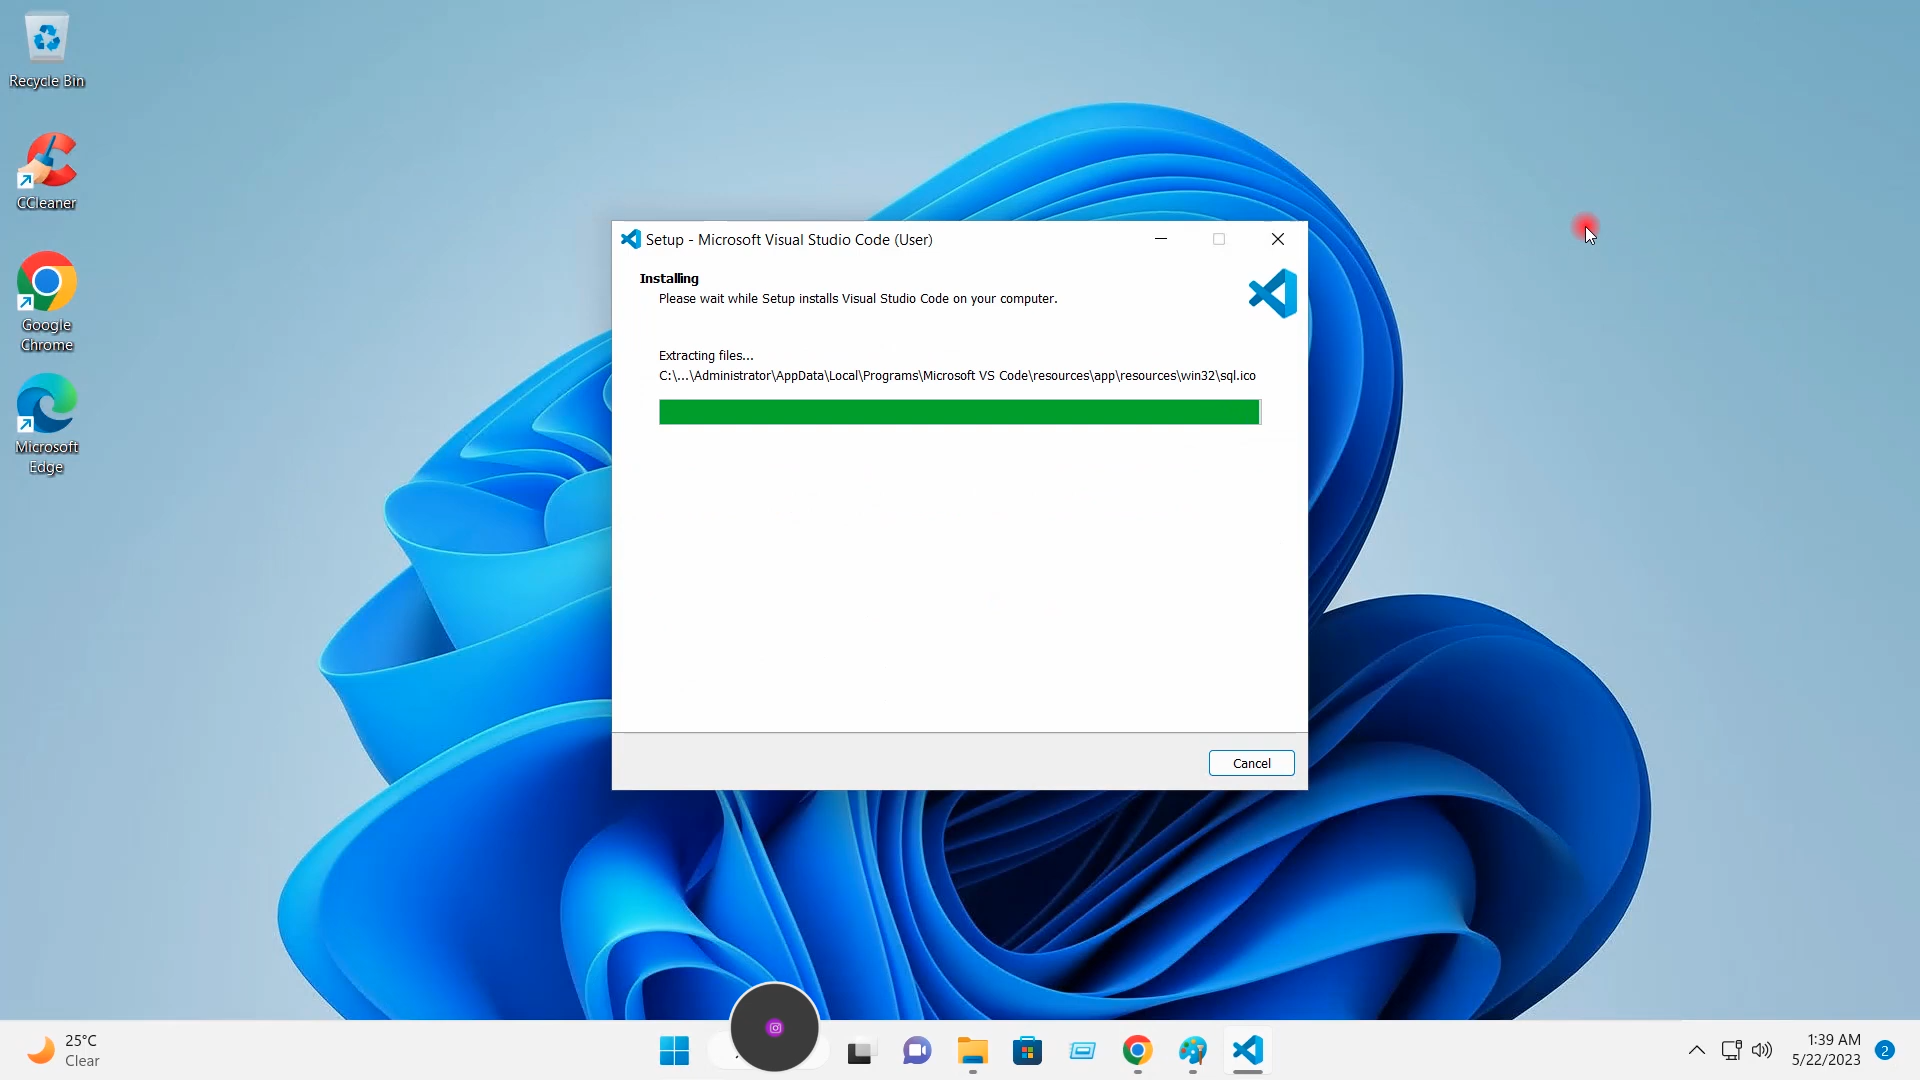 Recycle Bin
CCleaner
Google
Chrome
Microsoft
Edge
Setup - Microsoft Visual Studio Code (User)
Installing
Please wait while Setup installs Visual Studio Code on your computer.
Extracting files...
C:\...\Administrator\AppData\Local\Programs\Microsoft VS Code\resources\app\resources\win32\sql.ico
Cancel
25°C
Clear
1:39 AM
5/22/2023
2